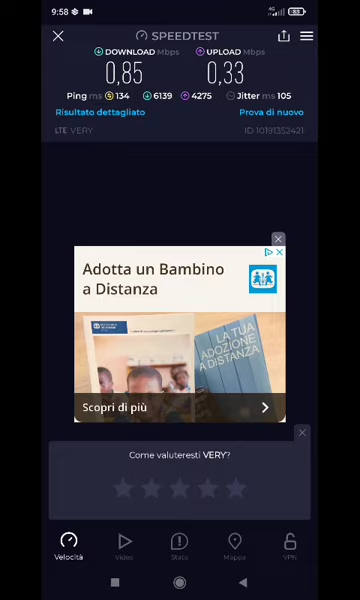 9:58
4G
83
SPEEDTEST
DOWNLOAD Mbps
UPLOAD Mbps
0,85
0,33
Ping ms 134 6139 4275 Jitter ms 105
Risultato dettagliato
Prova di nuovo
LTE VERY
ID 10191352421
Adotta un Bambino
a Distanza
LA TUA
ADOZIONE
A DISTANZA
Scopri di più
Come valuteresti VERY?
Velocità
Video
Stato
Mappa
VPN